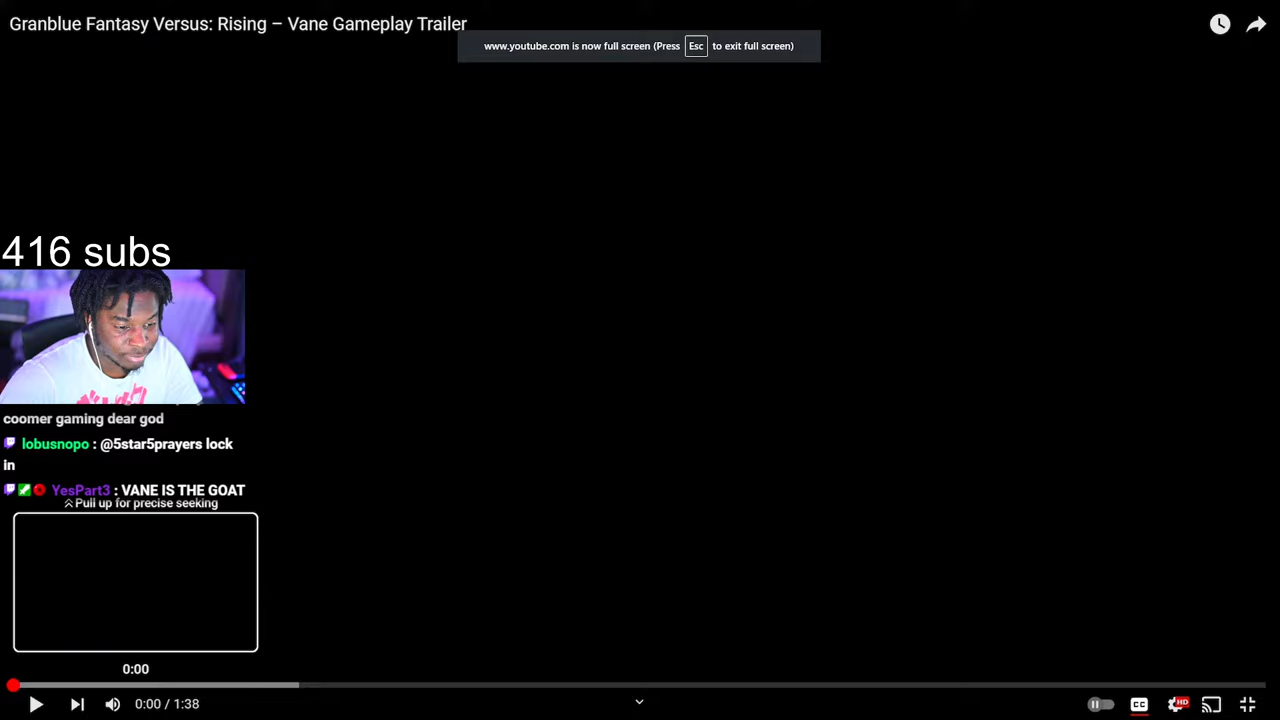 Granblue Fantasy Versus: Rising – Vane Gameplay Trailer
www.youtube.com is now full screen (Press Esc to exit full screen)
416 subs
coomer gaming dear god
lobusnopo : @5star5prayers lock
in
YesPart3 : VANE IS THE GOAT
Pull up for precise seeking
0:00
0:00 / 1:38
CC
HD